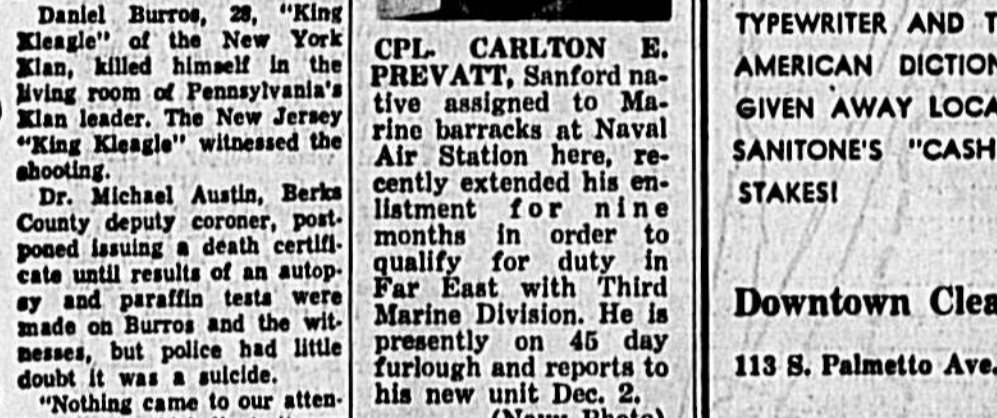 Daniel Burros, 28, "King
Kleagle" of the New York
Klan, killed himself in the
living room of Pennsylvania's
Klan leader. The New Jersey
"King Kleagle" witnessed the
shooting.
Dr. Michael Austin, Berks
County deputy coroner, post-
poned issuing a death certifi-
cate until results of an autop-
sy and paraffin tests were
made on Burros and the wit-
nesses, but police had little
doubt it was a suicide.
"Nothing came to our atten-
CPL. CARLTON E.
PREVATT, Sanford na-
tive assigned to Ma-
rine barracks at Naval
Air Station here, re-
cently extended his en-
listment for nine
months in order to
qualify for duty in
Far East with Third
Marine Division. He is
presently on 45 day
furlough and reports to
his new unit Dec. 2.
(Navy Photo)
TYPEWRITER AND T
AMERICAN DICTION
GIVEN AWAY LOCA
SANITONE'S "CASH
STAKES!
Downtown Clea
113 S. Palmetto Ave.